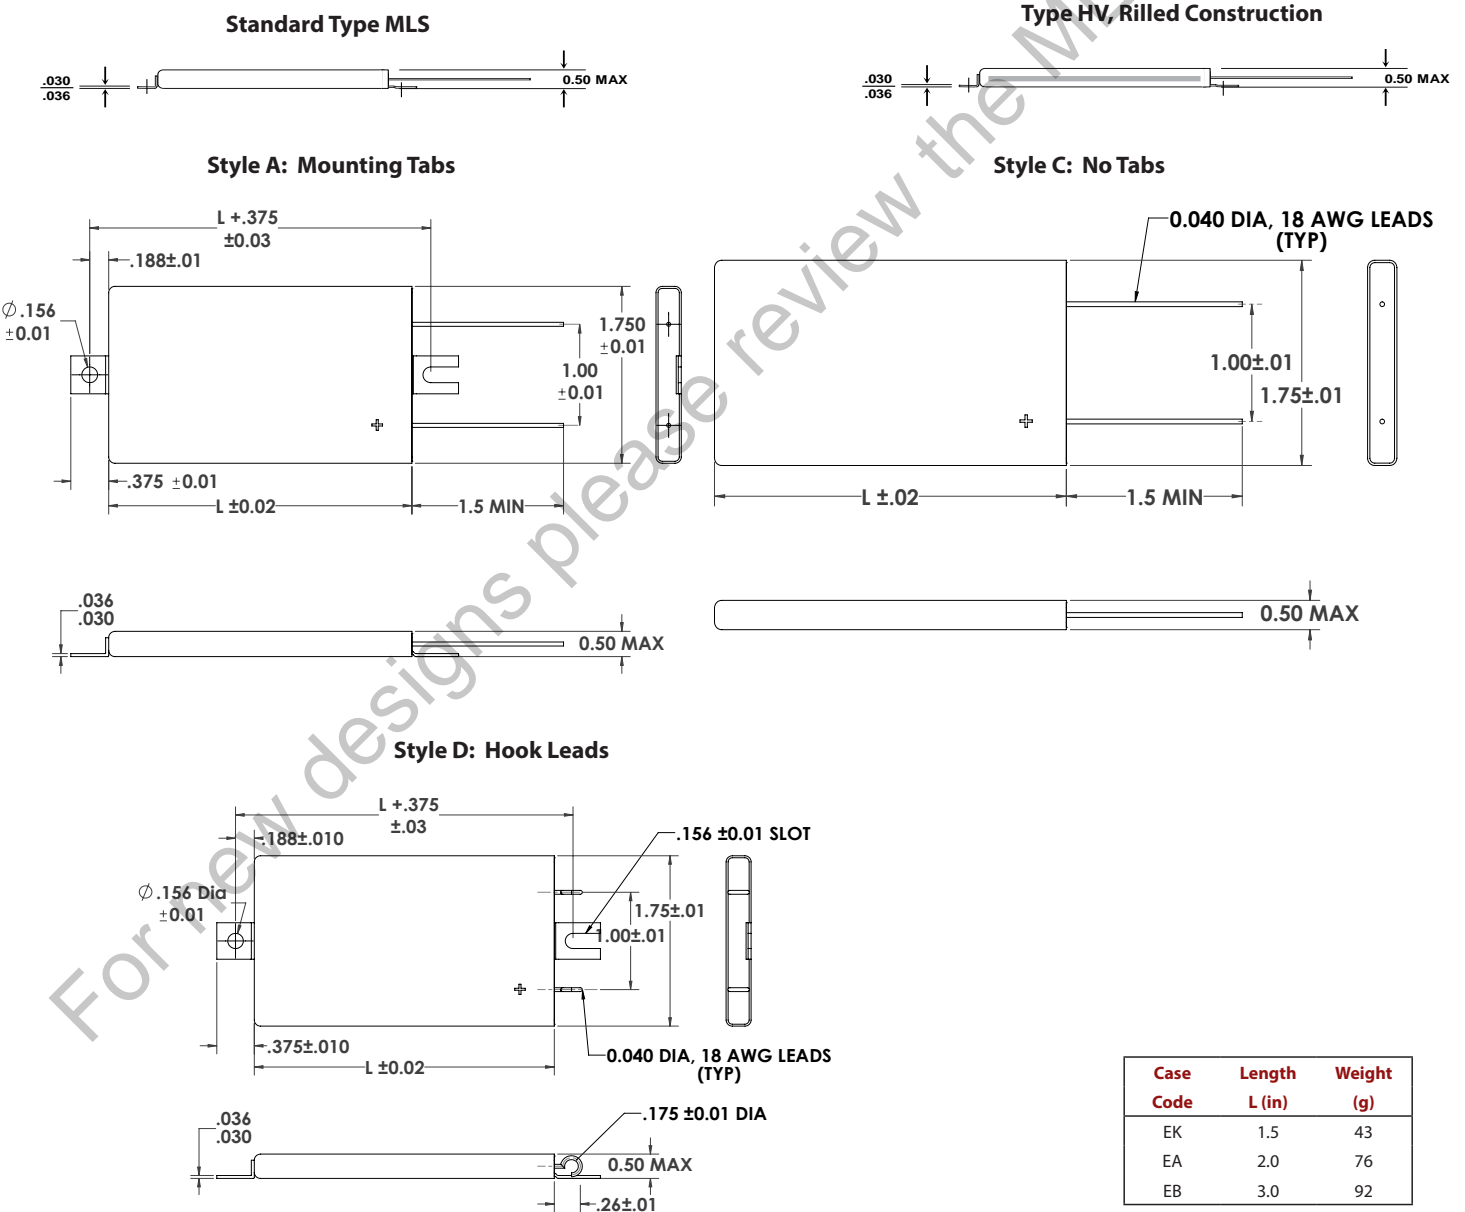 Standard Type MLS
Type HV, Rilled Construction
.030
.036
0.50 MAX
.030
.036
0.50 MAX
Style A: Mounting Tabs
Style C: No Tabs
L +.375
±0.03
.188±.01
Ø .156
±0.01
1.750
±0.01
1.00
±0.01
+
.375 ±0.01
L ±0.02
1.5 MIN
0.040 DIA, 18 AWG LEADS
(TYP)
1.00±.01
1.75±.01
+
L ±.02
1.5 MIN
.036
.030
0.50 MAX
0.50 MAX
Style D: Hook Leads
L +.375
±.03
.188±.010
.156 ±0.01 SLOT
Ø .156 Dia
±0.01
1.75±.01
1.00±.01
+
.375±.010
L ±0.02
0.040 DIA, 18 AWG LEADS
(TYP)
.175 ±0.01 DIA
.036
.030
0.50 MAX
.26±.01
Case Length Weight
Code L (in) (g)
EK 1.5 43
EA 2.0 76
EB 3.0 92
For new designs please review the